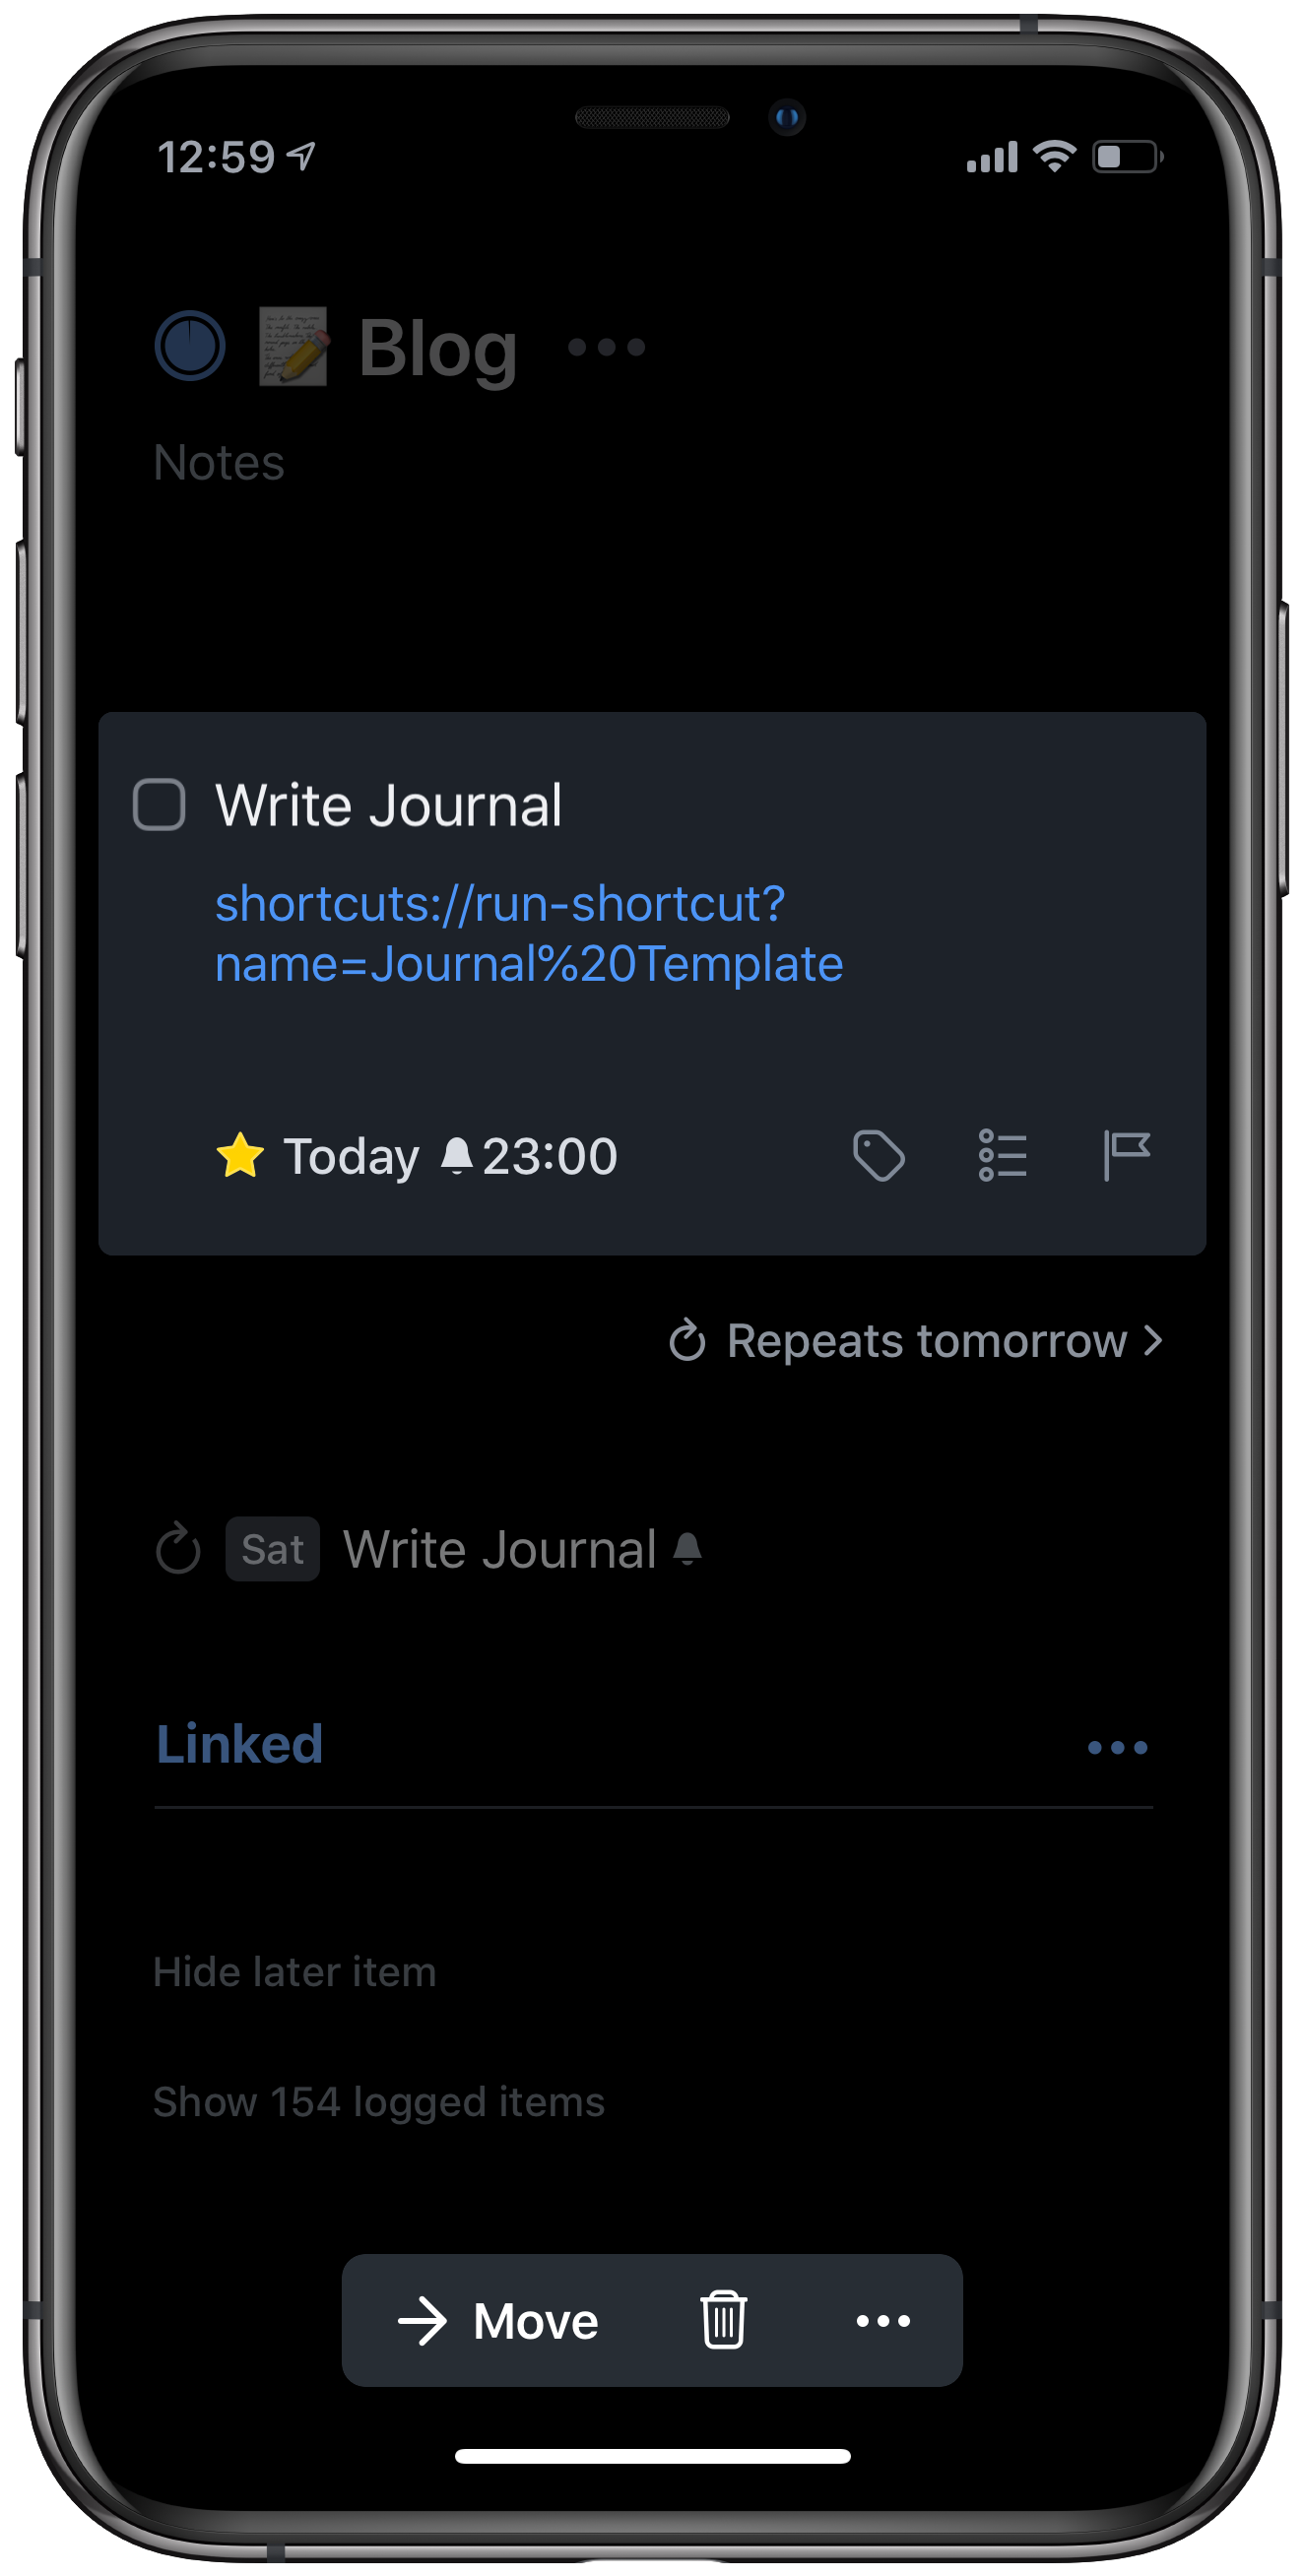 12:59
Blog
Notes
Write Journal
shortcuts://run-shortcut?
name=Journal%20Template
Today 23:00
Repeats tomorrow
Sat Write Journal
Linked
Hide later item
Show 154 logged items
Move